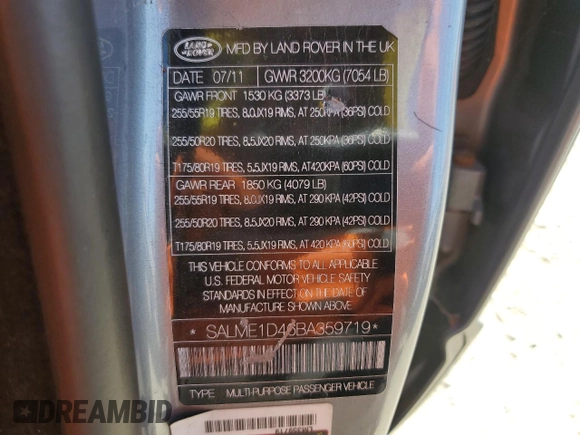 LAND ROVER
MFD BY LAND ROVER IN THE UK
DATE 07/11 GWR 3200KG (7054 LB)
GAWR FRONT 1530 KG (3373 LB)
255/55R19 TIRES, 8.0JX19 RIMS, AT 250KPA (36PSI) COLD
255/50R20 TIRES, 8.5JX20 RIMS, AT 250KPA (36PSI) COLD
T175/80R19 TIRES, 5.5JX19 RIMS, AT420KPA (60PSI) COLD
GAWR REAR 1850 KG (4079 LB)
255/55R19 TIRES, 8.0JX19 RIMS, AT 290 KPA (42PSI) COLD
255/50R20 TIRES, 8.5JX20 RIMS, AT 290 KPA (42PSI) COLD
T175/80R19 TIRES, 5.5JX19 RIMS, AT 420 KPA (60PSI) COLD
THIS VEHICLE CONFORMS TO ALL APPLICABLE
U.S. FEDERAL MOTOR VEHICLE SAFETY
STANDARDS IN EFFECT ON THE DATE OF
MANUFACTURE SHOWN ABOVE
*SALME1D46BA359719*
TYPE MULTI-PURPOSE PASSENGER VEHICLE
DREAMBID